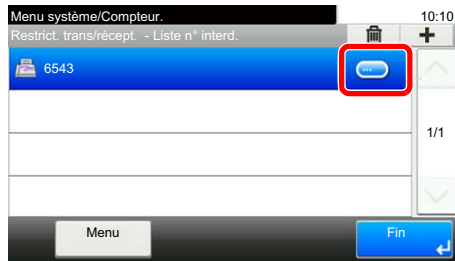 Menu système/Compteur.
10:10
Restrict. trans/récept. - Liste n° interd.
6543
1/1
Menu
Fin